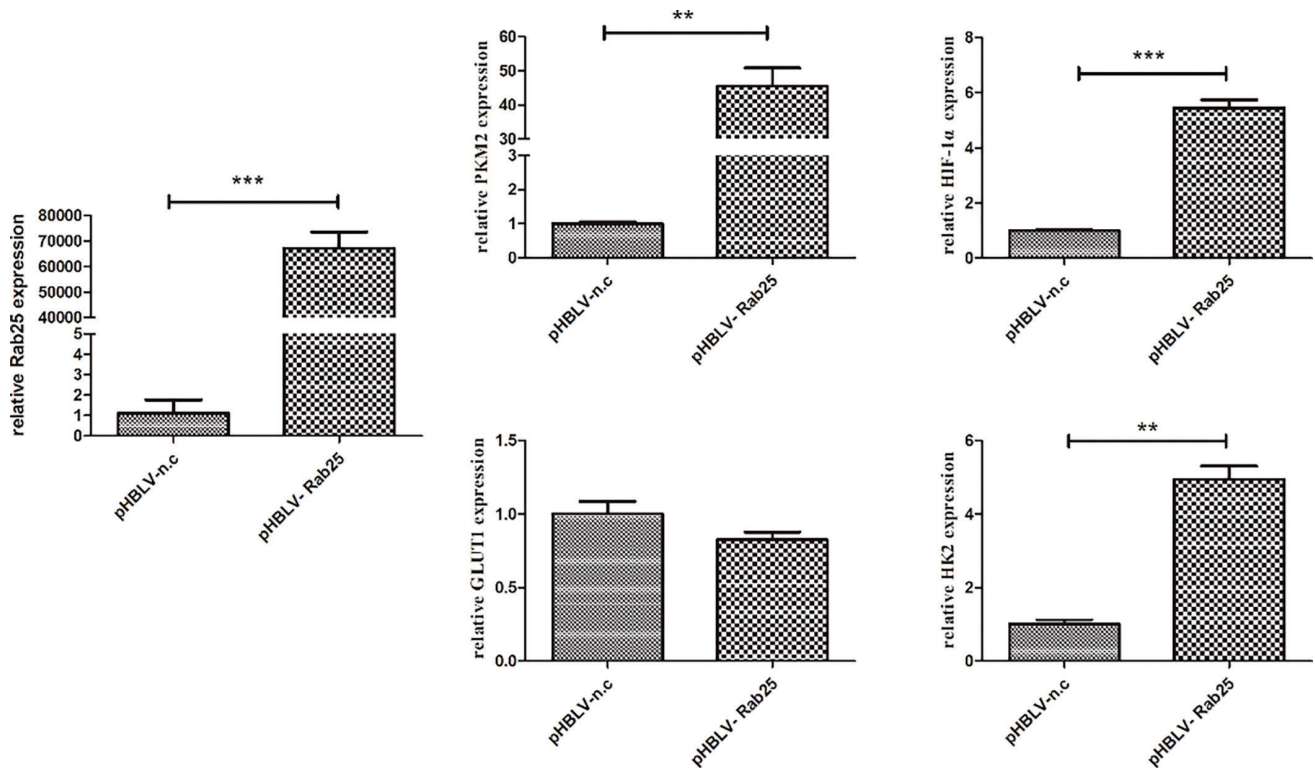 relative Rab25 expression
80000
70000
60000
50000
40000
5
4
3
2
1
0
***
pHBLV-n.c
pHBLV- Rab25
relative PKM2 expression
60
50
40
30
3
2
1
0
**
pHBLV-n.c
pHBLV- Rab25
relative HIF-1α expression
8
6
4
2
0
***
pHBLV-n.c
pHBLV- Rab25
relative GLUT1 expression
1.5
1.0
0.5
0.0
pHBLV-n.c
pHBLV- Rab25
relative HK2 expression
6
4
2
0
**
pHBLV-n.c
pHBLV- Rab25